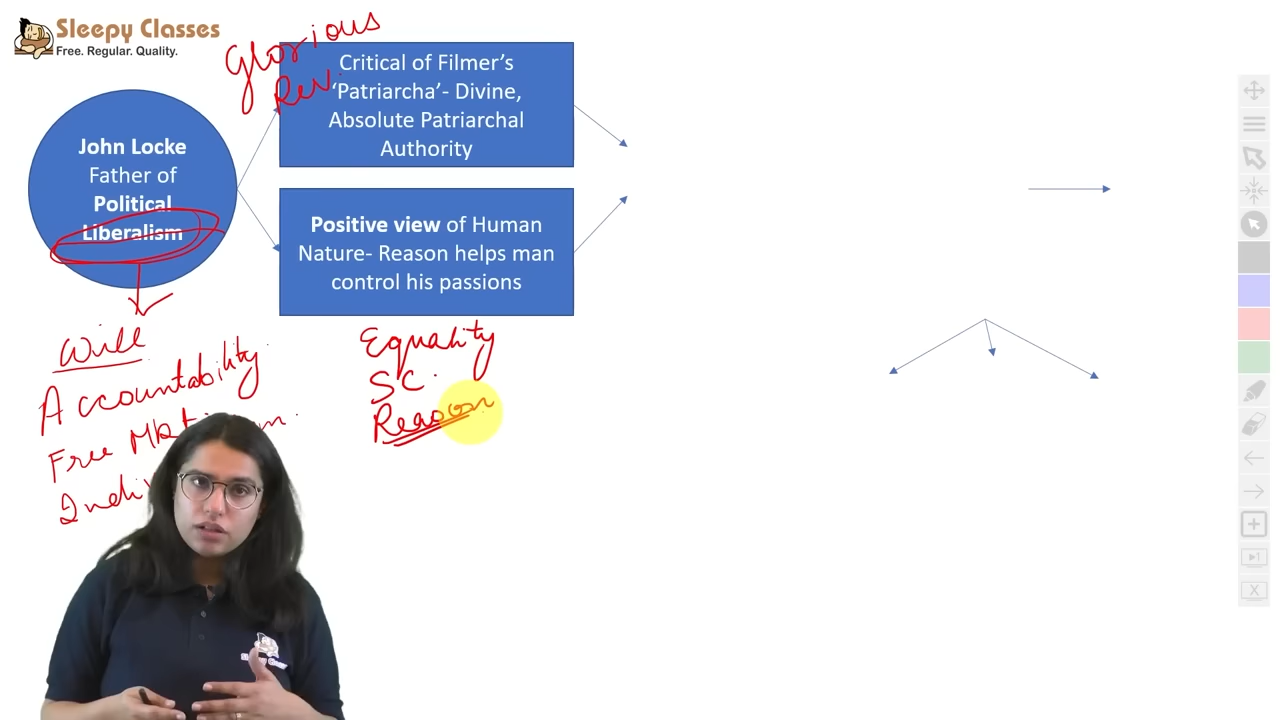 Sleepy Classes
Free. Regular. Quality.
Glorious
Rev.
John Locke
Father of
Political
Liberalism
Critical of Filmer’s
‘Patriarcha’- Divine,
Absolute Patriarchal
Authority
Positive view of Human
Nature- Reason helps man
control his passions
Will
Accountability
Free Mkt
Equality
SC.
Reason